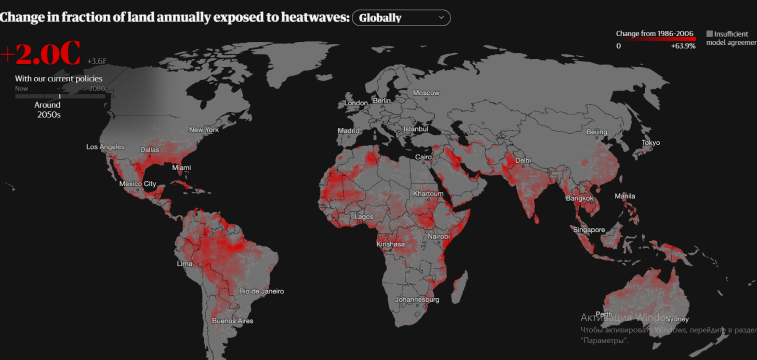 Change in fraction of land annually exposed to heatwaves: Globally
+2.0C +3.6F
With our current policies
Now 2080
Around
2050s
Change from 1986-2006
0 +63.9%
Insufficient
model agreemen
Moscow
London
Berlin
New York
Madrid
Istanbul
Beijing
Los Angeles
Dallas
Tokyo
Cairo
Delhi
Miami
Mexico City
Khartoum
Bangkok
Manila
Lagos
Singapore
Nairobi
Kinshasa
Lima
Rio de Janeiro
Johannesburg
Perth
Sydney
Buenos Aires
Активация Windows
Чтобы активировать Windows, перейдите в раздел
"Параметры".